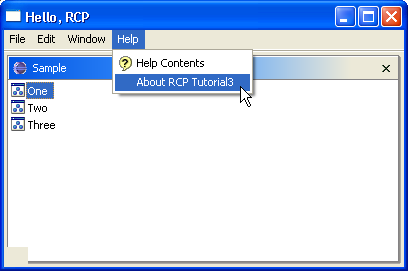 Hello, RCP
File Edit Window Help
Sample
Help Contents
About RCP Tutorial3
One
Two
Three